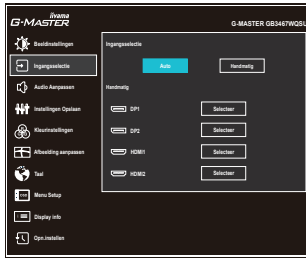 iiyama
G-MASTER
G-MASTER GB3467WQSU
Beeldinstellingen
Ingangsselectie
Audio Aanpassen
Instellingen Opslaan
Kleurinstellingen
Afbeelding aanpassen
Taal
OSD Menu Setup
Display info
Opn.instellen
Ingangsselectie
Auto Handmatig
Handmatig
DP1 Selecteer
DP2 Selecteer
HDMI1 Selecteer
HDMI2 Selecteer